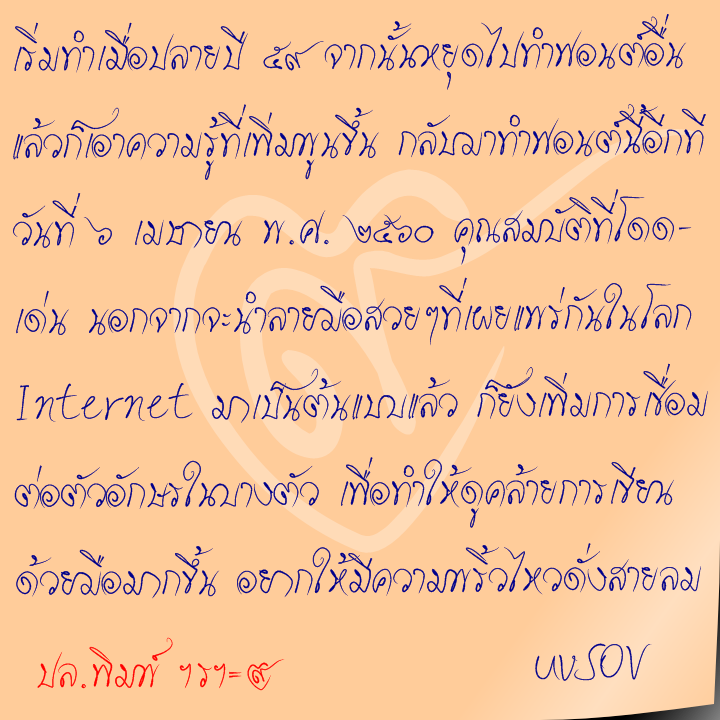 เริ่มทำเมื่อปลายปี ๕๙ จากนั้นหยุดไปทำฟอนต์อื่น
แล้วก็เอาความรู้ที่เพิ่มพูนขึ้น กลับมาทำฟอนต์นี้อีกที
วันที่ ๖ เมษายน พ.ศ. ๒๕๖๐ คุณสมบัติที่โดด-
เด่น นอกจากจะนำลายมือสวยๆที่เผยแพร่กันในโลก
Internet มาเป็นต้นแบบแล้ว ก็ยังเพิ่มการเชื่อม
ต่อตัวอักษรในบางตัว เพื่อทำให้ดูคล้ายการเขียน
ด้วยมือมากขึ้น อยากให้มีความพริ้วไหวดั่งสายลม
ปล.พิมพ์ ฯรฯ=๙